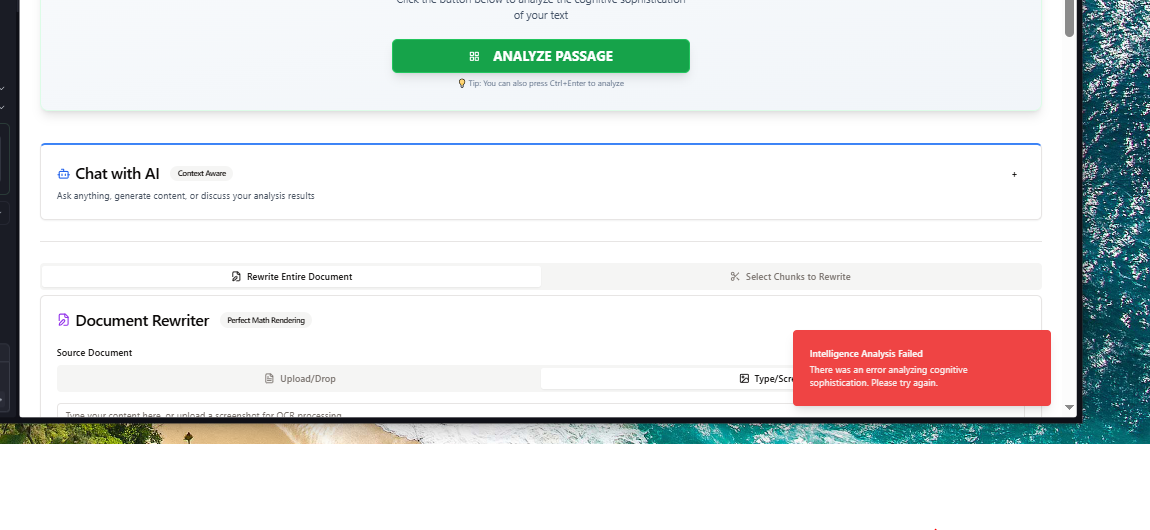 Click the button below to analyze the cognitive sophistication
of your text
ANALYZE PASSAGE
Tip: You can also press Ctrl+Enter to analyze
Chat with AI Context Aware +
Ask anything, generate content, or discuss your analysis results
Rewrite Entire Document Select Chunks to Rewrite
Document Rewriter Perfect Math Rendering
Source Document
Upload/Drop Type/Scre
Intelligence Analysis Failed
There was an error analyzing cognitive
sophistication. Please try again.
Type your content here, or upload a screenshot for OCR processing